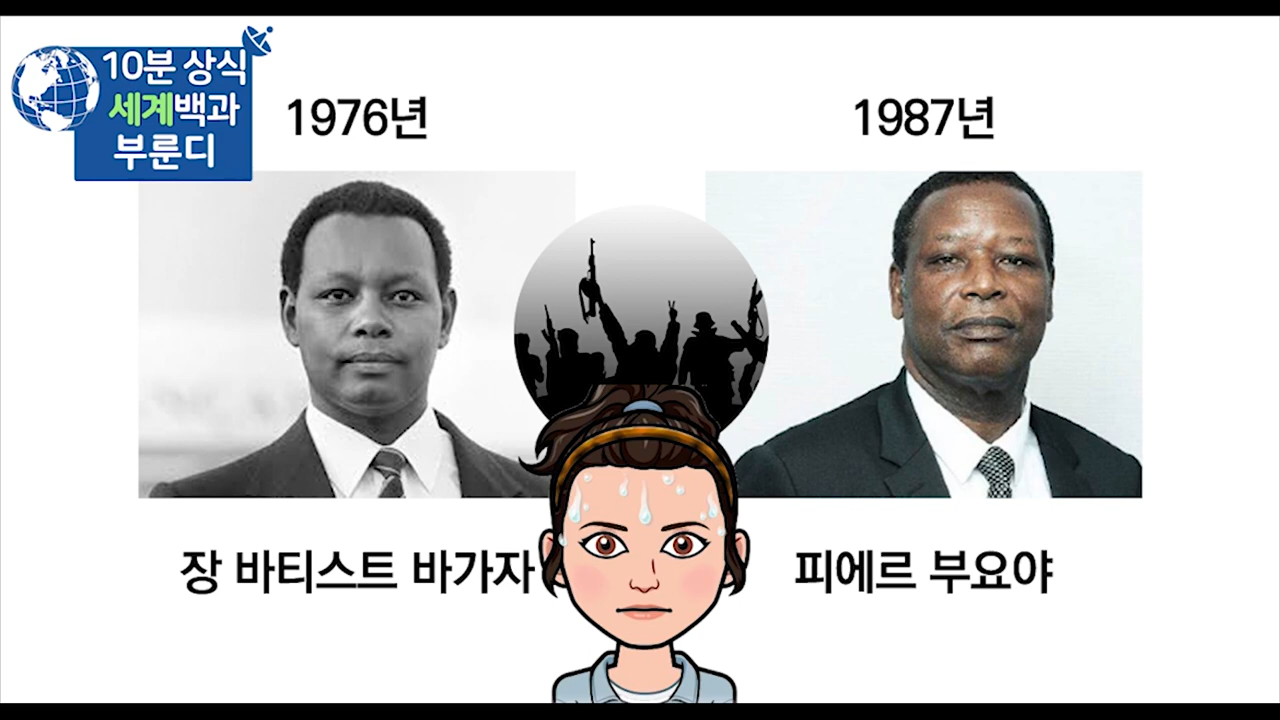 10분 상식
세계백과
부룬디
1976년
1987년
장 바티스트 바가자
피에르 부요야